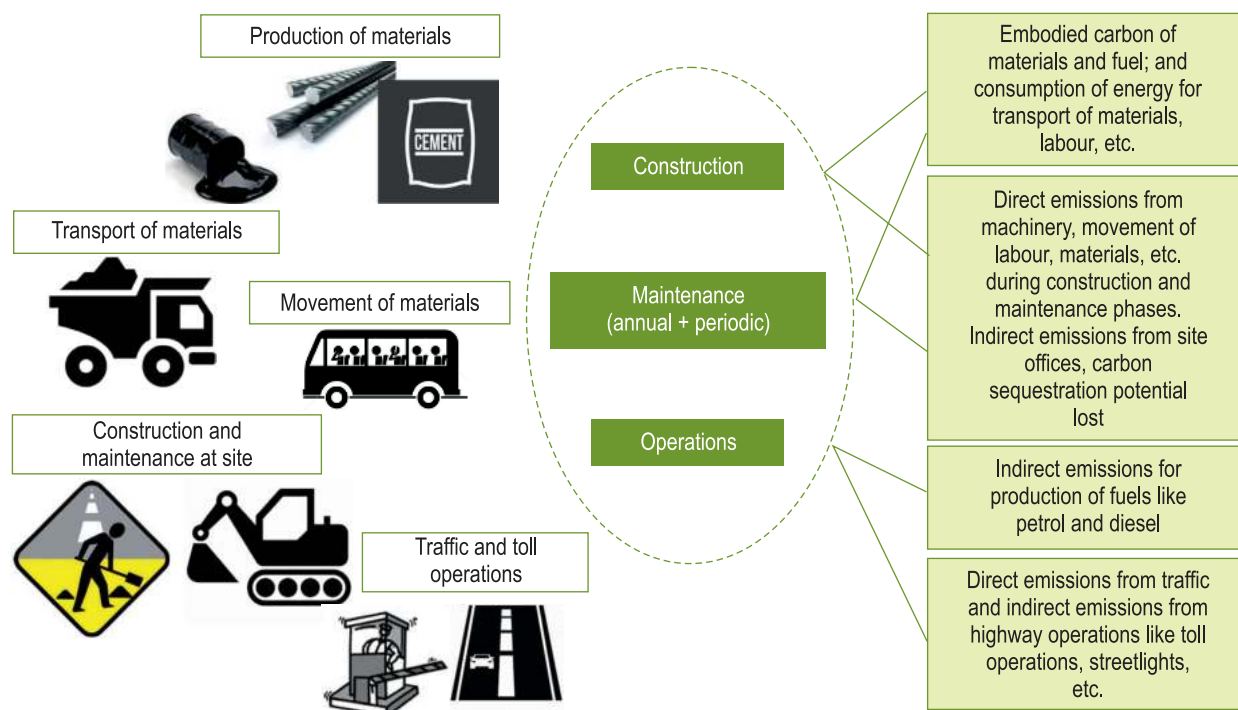 Production of materials
CEMENT
Transport of materials
Movement of materials
Construction and
maintenance at site
Traffic and toll
operations
Construction
Maintenance
(annual + periodic)
Operations
Embodied carbon of
materials and fuel; and
consumption of energy for
transport of materials,
labour, etc.
Direct emissions from
machinery, movement of
labour, materials, etc.
during construction and
maintenance phases.
Indirect emissions from site
offices, carbon
sequestration potential
lost
Indirect emissions for
production of fuels like
petrol and diesel
Direct emissions from traffic
and indirect emissions from
highway operations like toll
operations, streetlights,
etc.